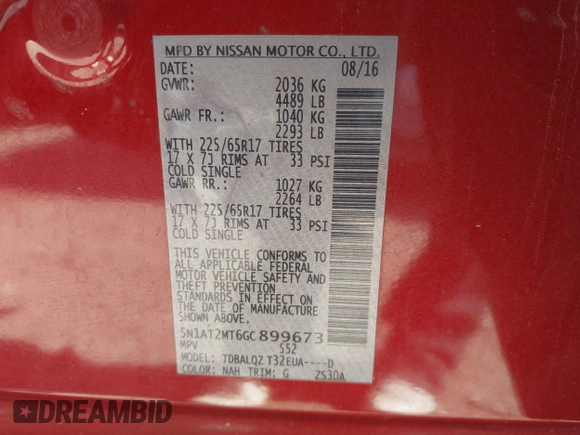 MFD BY NISSAN MOTOR CO., LTD.
DATE: 08/16
GVWR: 2036 KG
4489 LB
GAWR FR.: 1040 KG
2293 LB
WITH 225/65R17 TIRES
17 X 7J RIMS AT 33 PSI
COLD SINGLE
GAWR RR.: 1027 KG
2264 LB
WITH 225/65R17 TIRES
17 X 7J RIMS AT 33 PSI
COLD SINGLE
THIS VEHICLE CONFORMS TO
ALL APPLICABLE FEDERAL
MOTOR VEHICLE SAFETY AND
THEFT PREVENTION
STANDARDS IN EFFECT ON
THE DATE OF MANUFACTURE
SHOWN ABOVE.
5N1AT2MT6GC899673
MPV S52
MODEL: TDBALQZ T32EUA----D
COLOR: NAH TRIM: G ZS30A
DREAMBID
DREAMBID